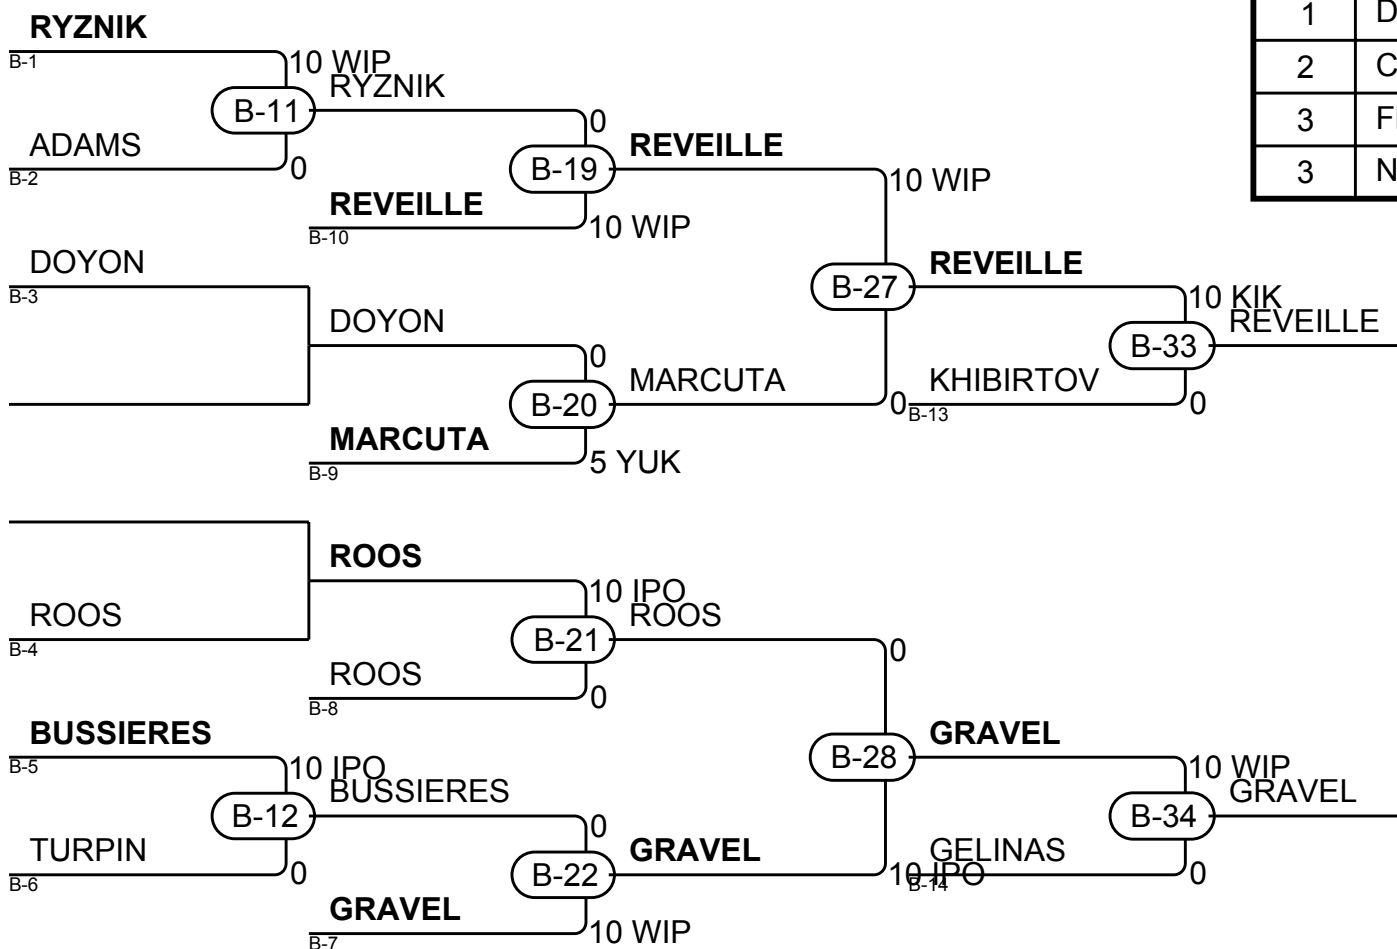 RYZNIK
B-1
10 WIP
RYZNIK
B-11
ADAMS
B-2
0
0
REVEILLE
B-19
REVEILLE
B-10
10 WIP
10 WIP
DOYON
B-3
DOYON
0
B-20
MARCUTA
MARCUTA
B-9
5 YUK
0
B-27
REVEILLE
10 KIK
REVEILLE
B-33
KHIBIRTOV
B-13
0
ROOS
10 IPO
ROOS
ROOS
B-4
B-21
ROOS
B-8
0
0
BUSSIERES
B-5
10 IPO
BUSSIERES
B-12
TURPIN
B-6
0
0
GRAVEL
B-22
GRAVEL
B-7
10 WIP
10 IPO
B-28
GRAVEL
10 WIP
GRAVEL
B-34
GELINAS
B-14
0
1 D
2 C
3 F
3 N